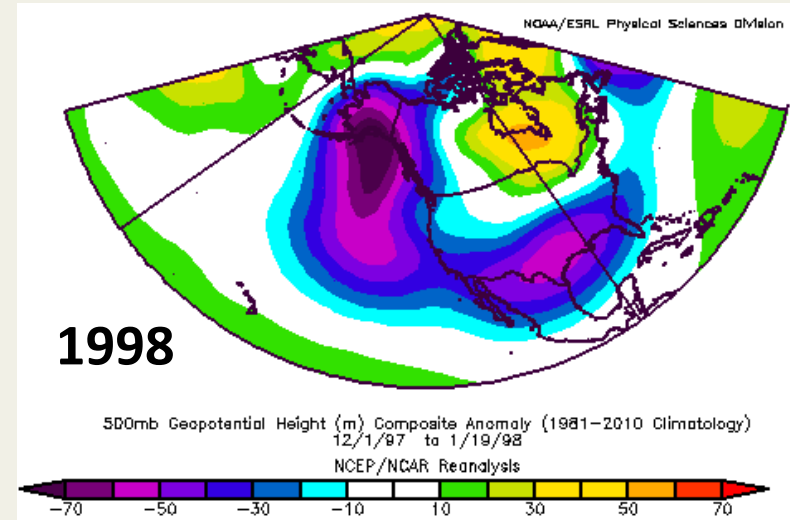 NOAA/ESRL Physical Sciences Division
1998
500mb Geopotential Height (m) Composite Anomaly (1981-2010 Climatology)
12/1/97 to 1/19/98
NCEP/NCAR Reanalysis
-70 -50 -30 -10 10 30 50 70